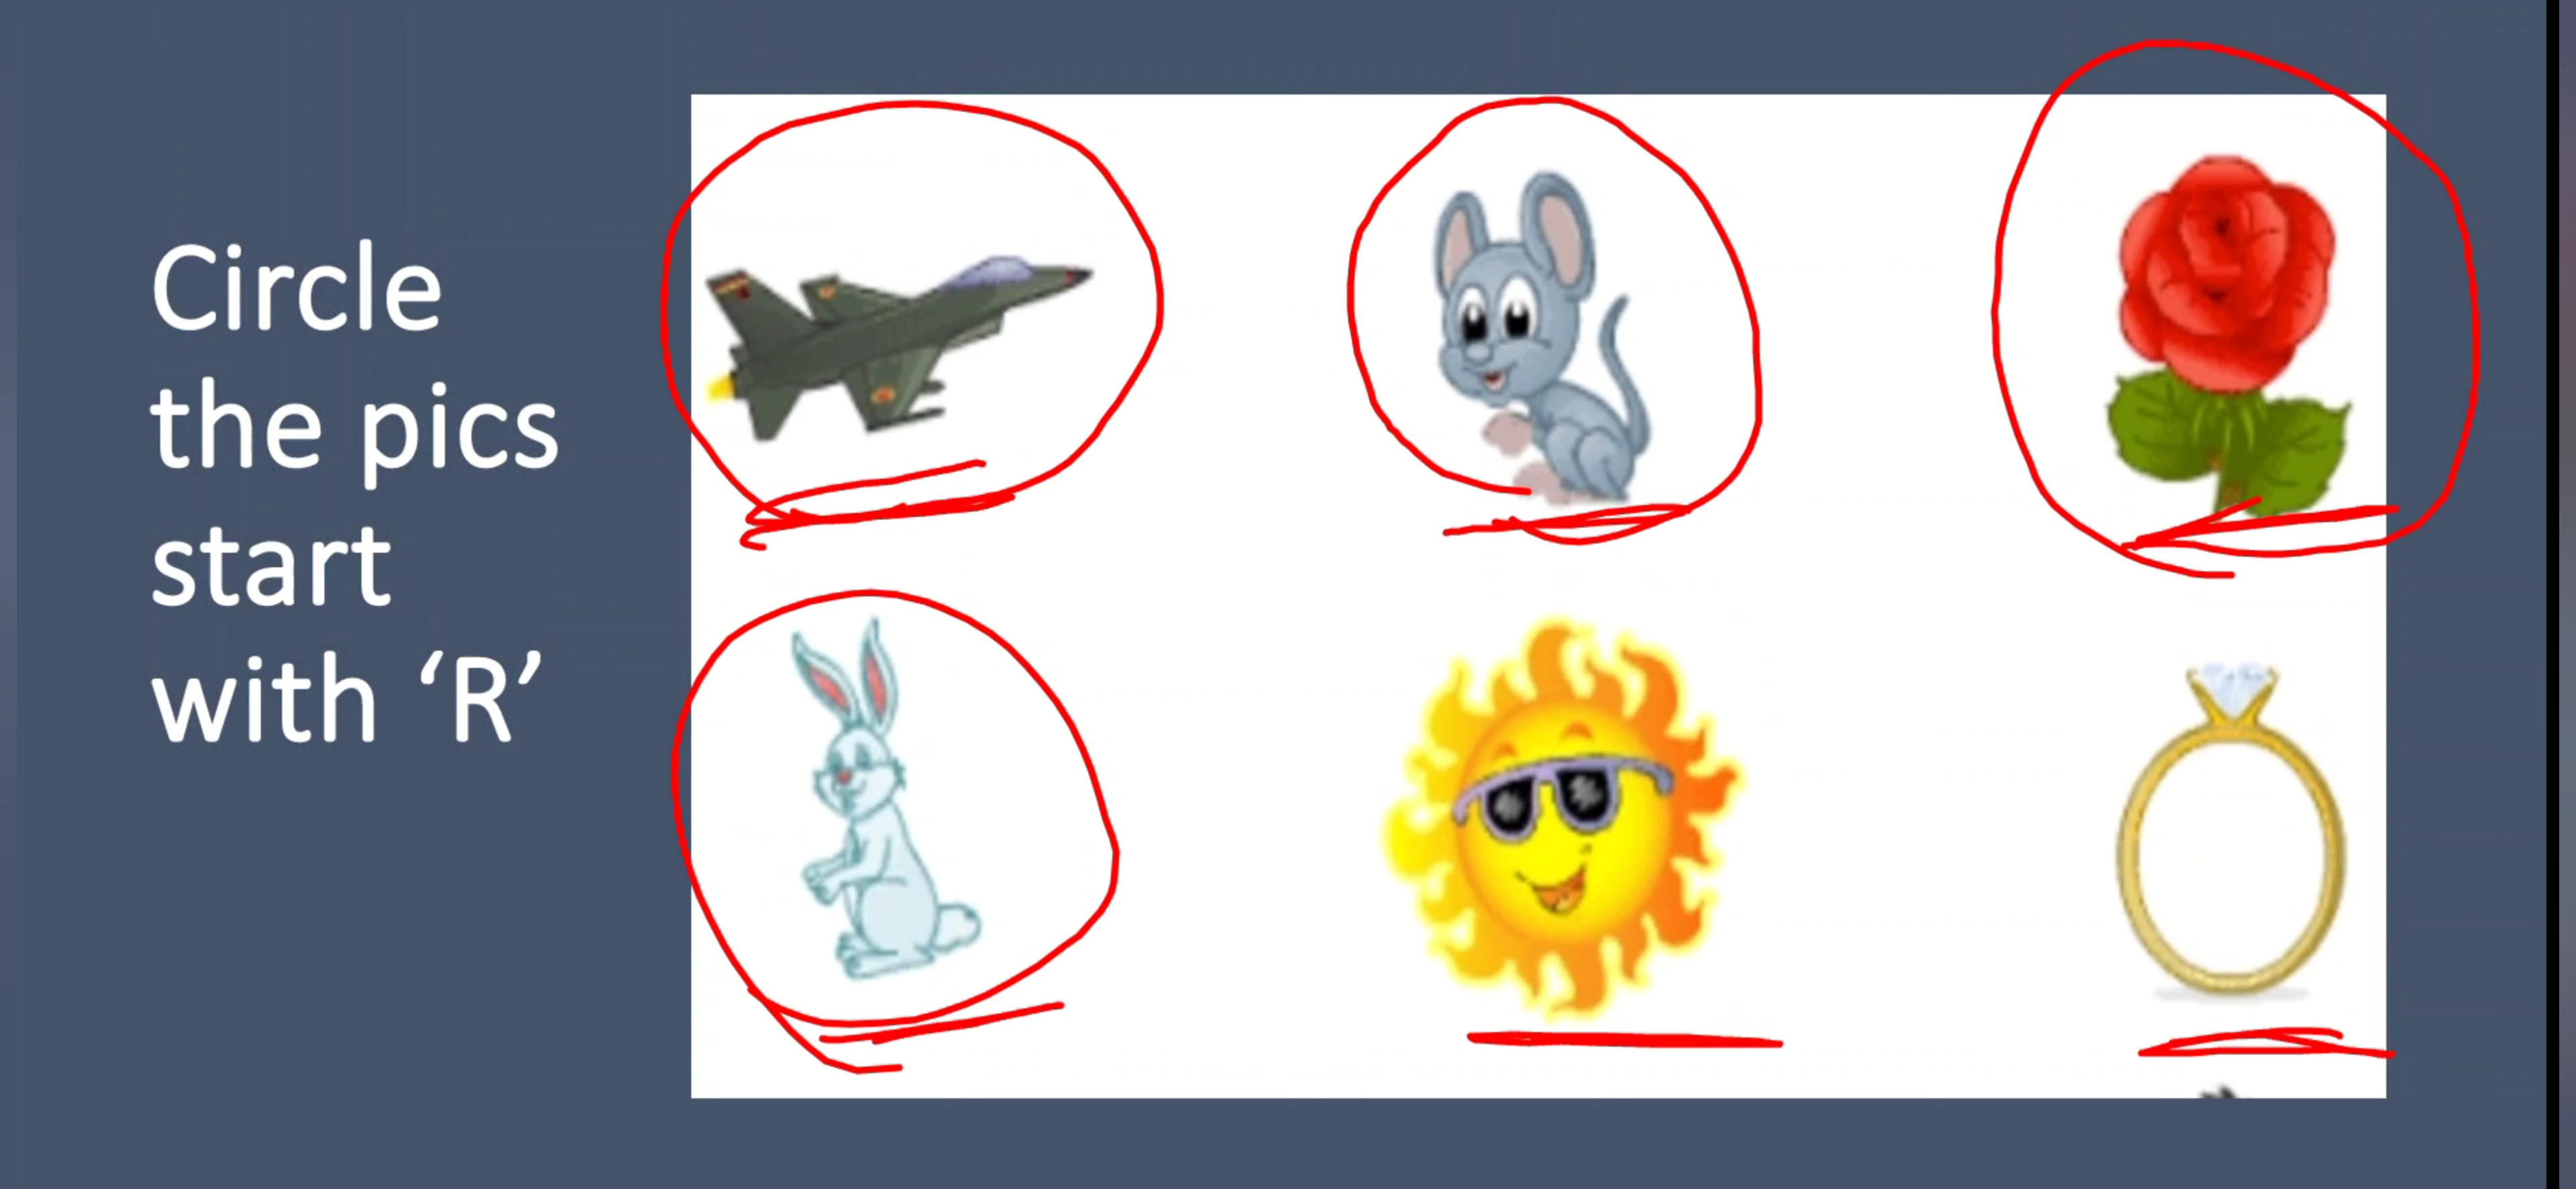 Circle
the pics
start
with ‘R’